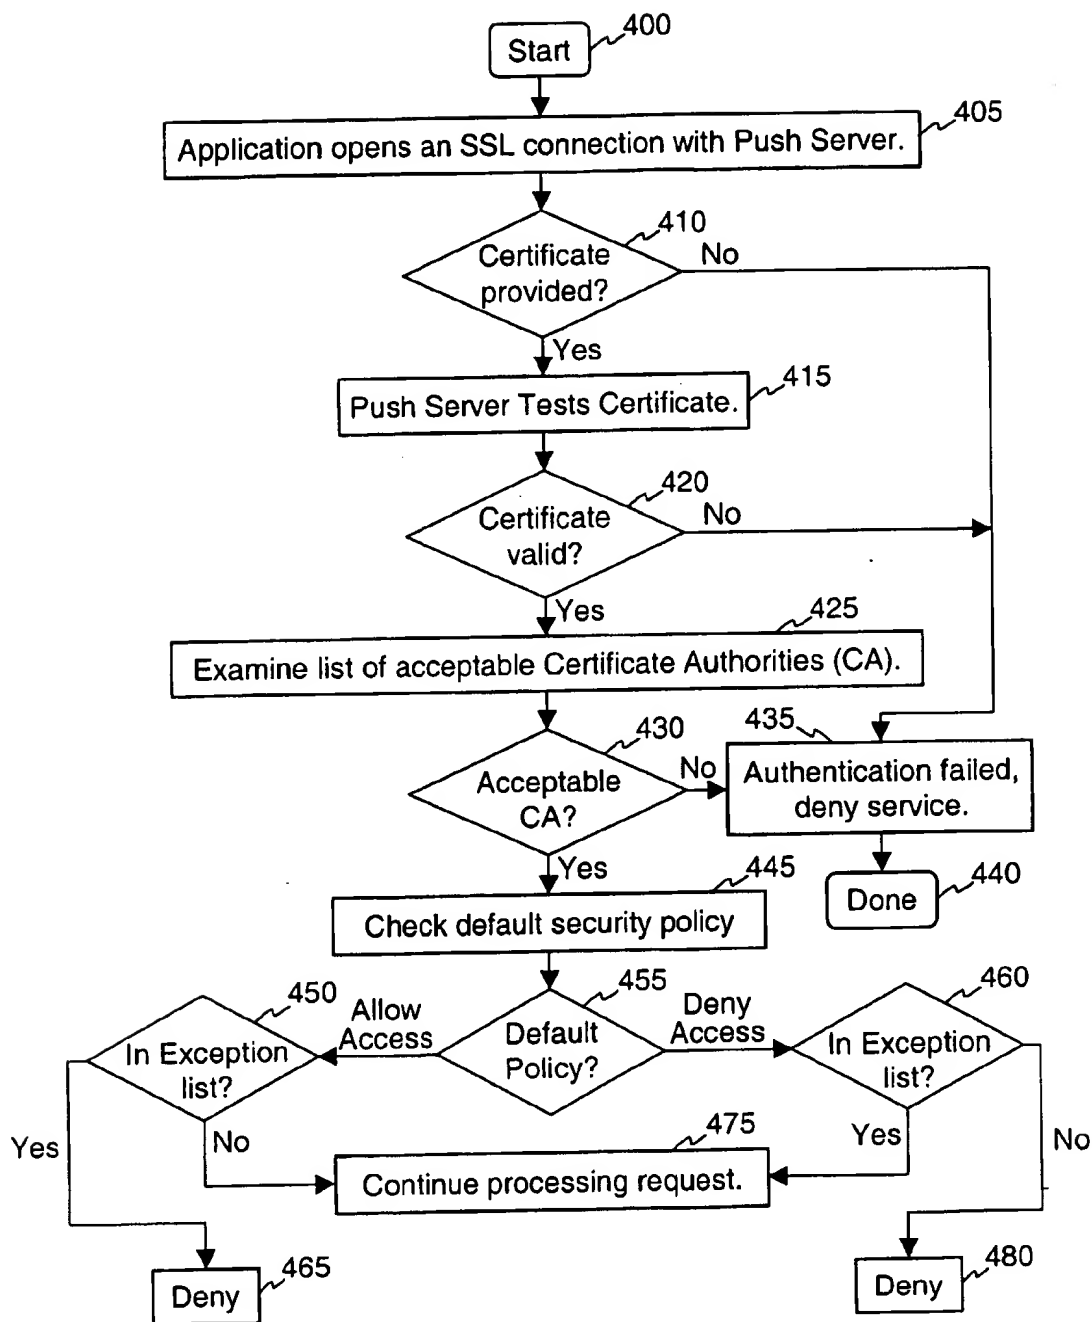 400
Start
405
Application opens an SSL connection with Push Server.
410
Certificate
provided?
No
Yes
415
Push Server Tests Certificate.
420
Certificate
valid?
No
Yes
425
Examine list of acceptable Certificate Authorities (CA).
430
Acceptable
CA?
No
435
Authentication failed,
deny service.
Yes
440
Done
445
Check default security policy
450
In Exception
list?
Allow
Access
455
Default
Policy?
Deny
Access
460
In Exception
list?
Yes
No
475
Continue processing request.
Yes
No
465
Deny
480
Deny